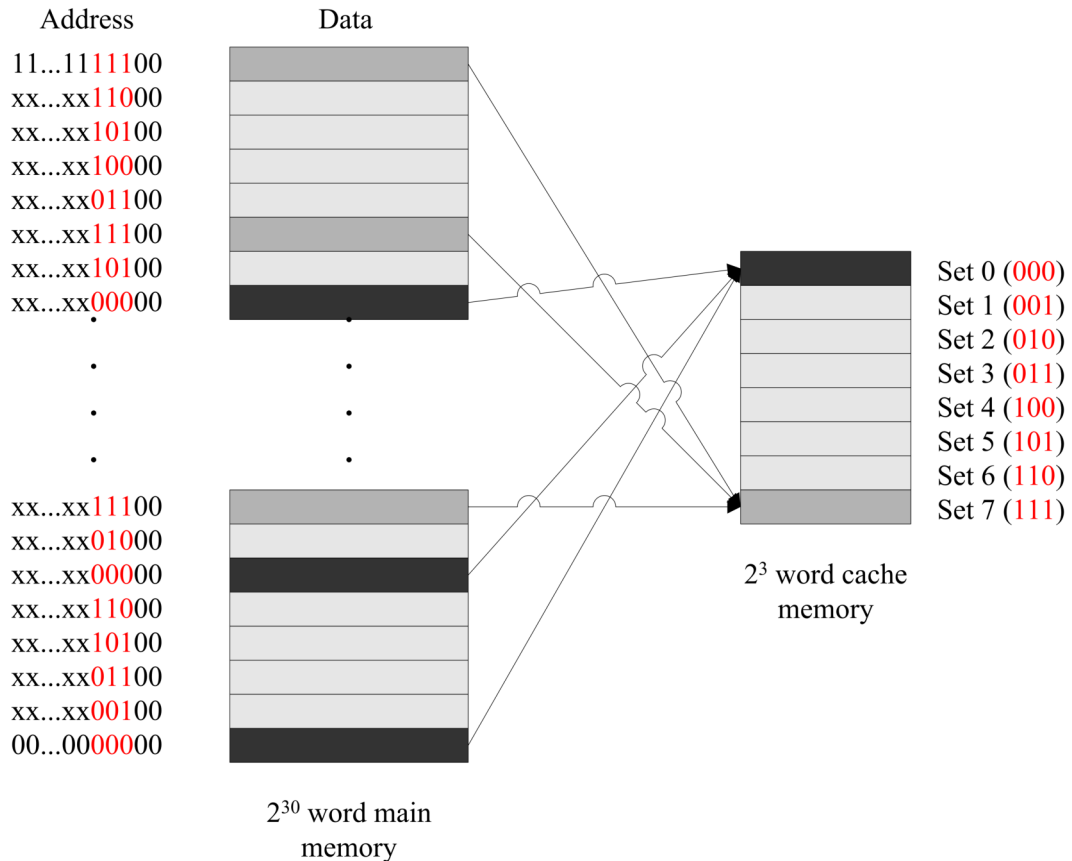 Address Data
11...1111100
xx...xx11000
xx...xx10100
xx...xx10000
xx...xx01100
xx...xx11100
xx...xx10100
xx...xx00000
xx...xx11100
xx...xx01000
xx...xx00000
xx...xx11000
xx...xx10100
xx...xx01100
xx...xx00100
00...0000000
2³⁰ word main
memory
Set 0 (000)
Set 1 (001)
Set 2 (010)
Set 3 (011)
Set 4 (100)
Set 5 (101)
Set 6 (110)
Set 7 (111)
2³ word cache
memory